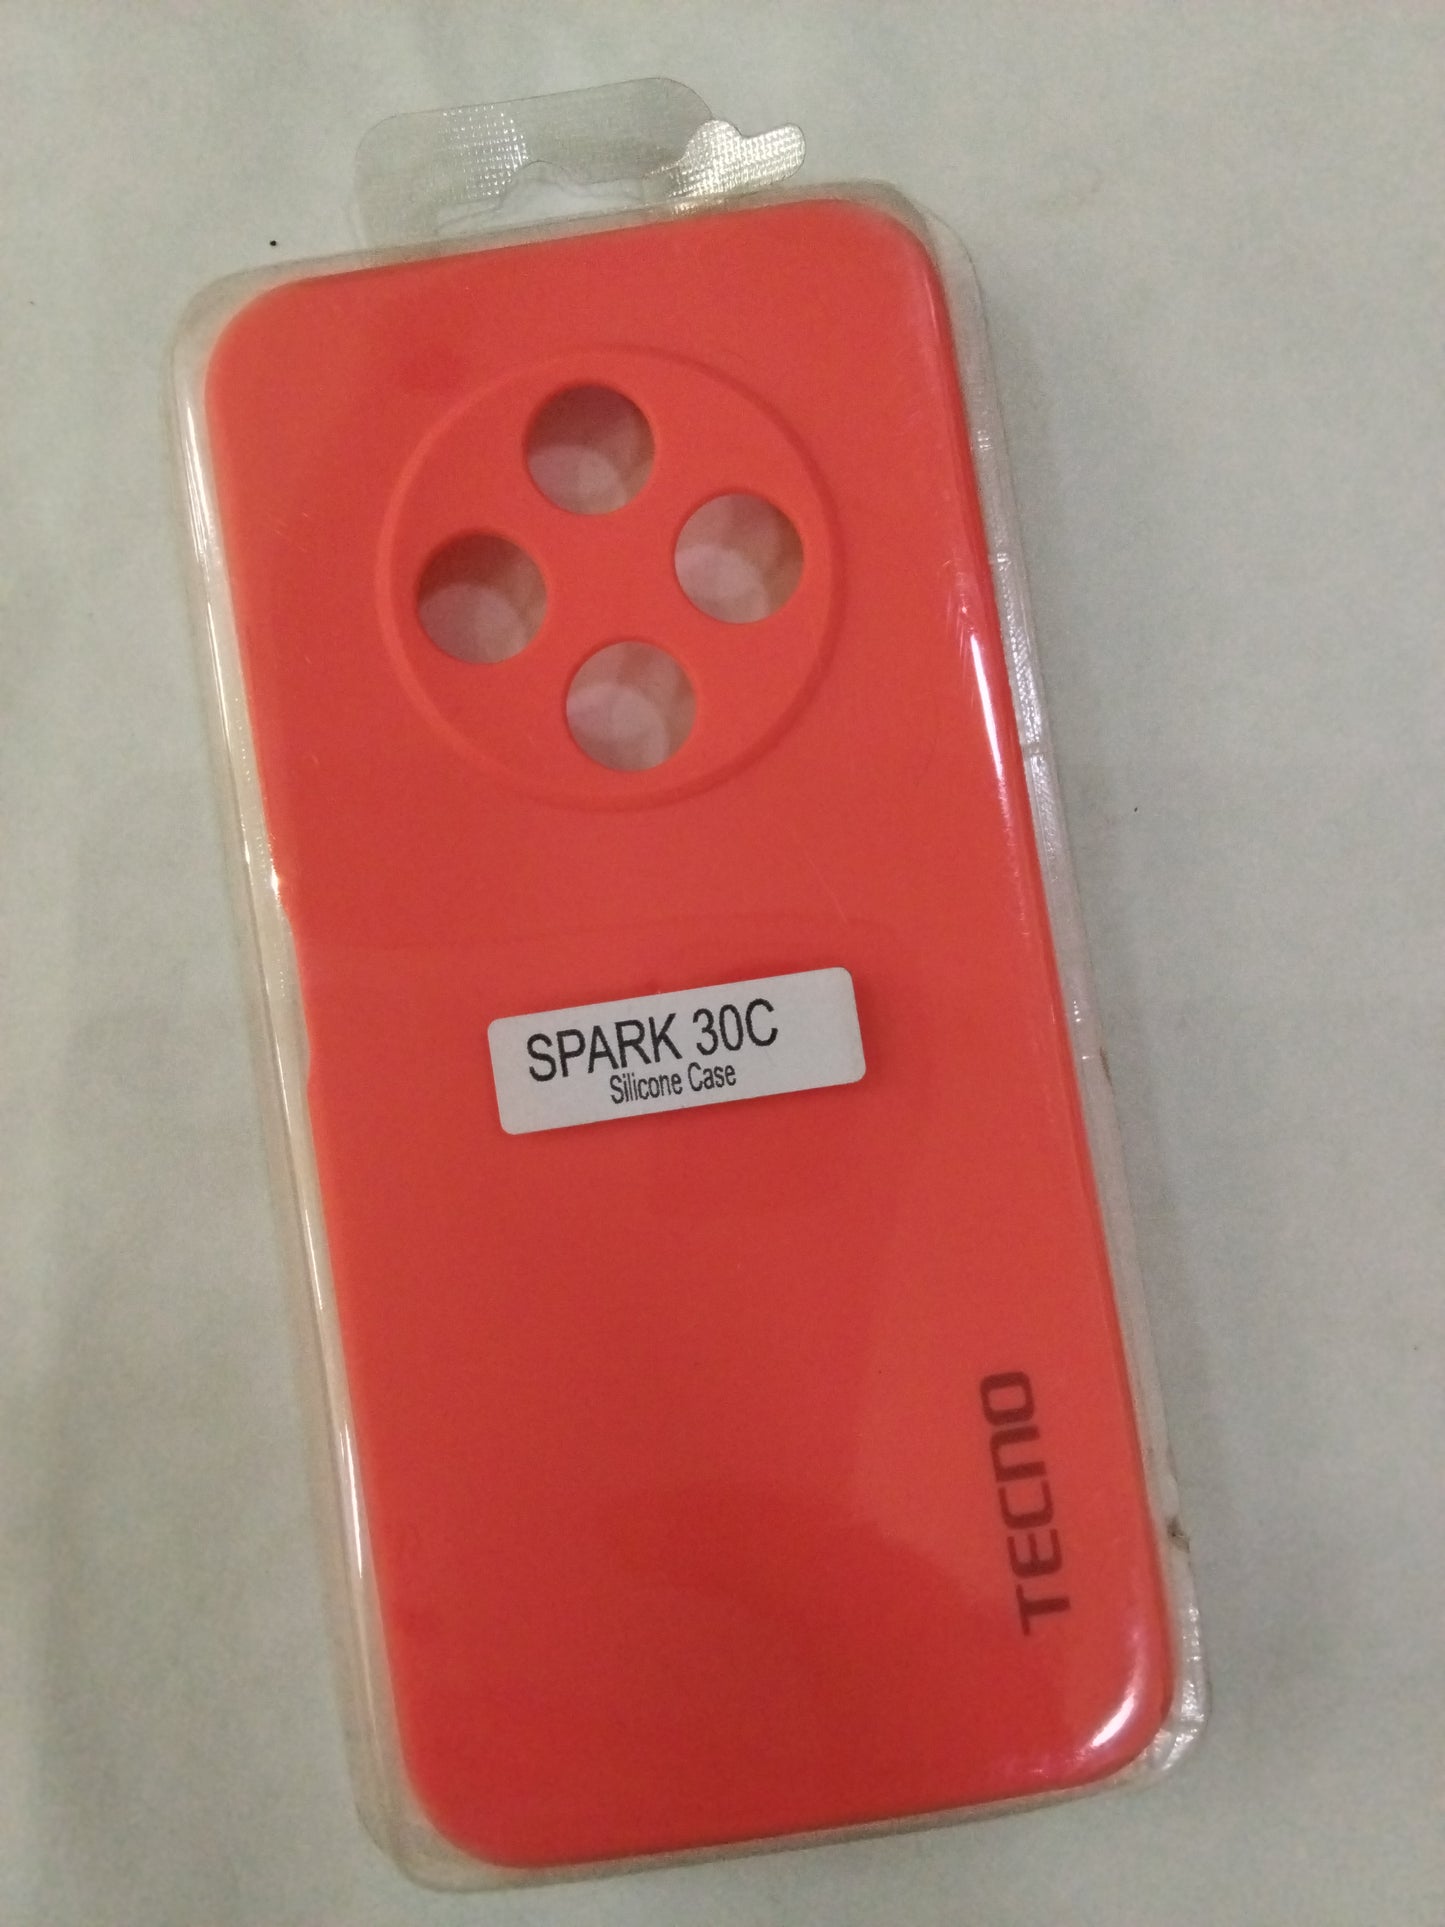 SPARK 30C
Silicone Case
TECNO